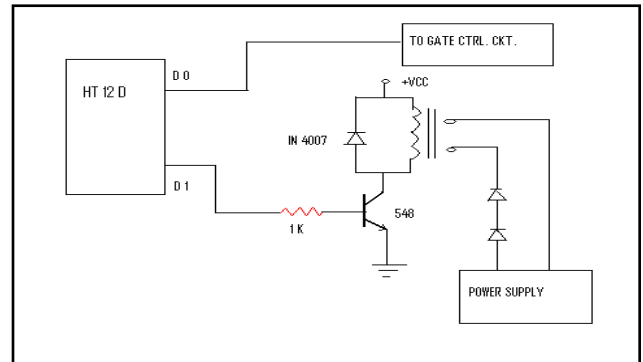 TO GATE CTRL. CKT.
D 0
HT 12 D
+VCC
IN 4007
D 1
548
1 K
POWER SUPPLY